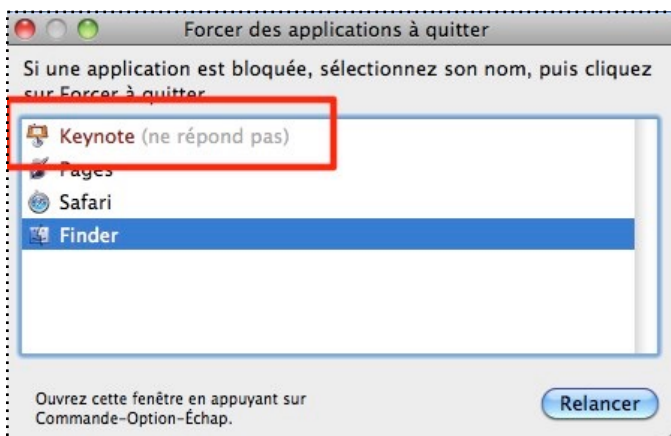 Forcer des applications à quitter
Si une application est bloquée, sélectionnez son nom, puis cliquez
sur Forcer à quitter
Keynote (ne répond pas)
Pages
Safari
Finder
Ouvrez cette fenêtre en appuyant sur
Commande-Option-Échap.
Relancer